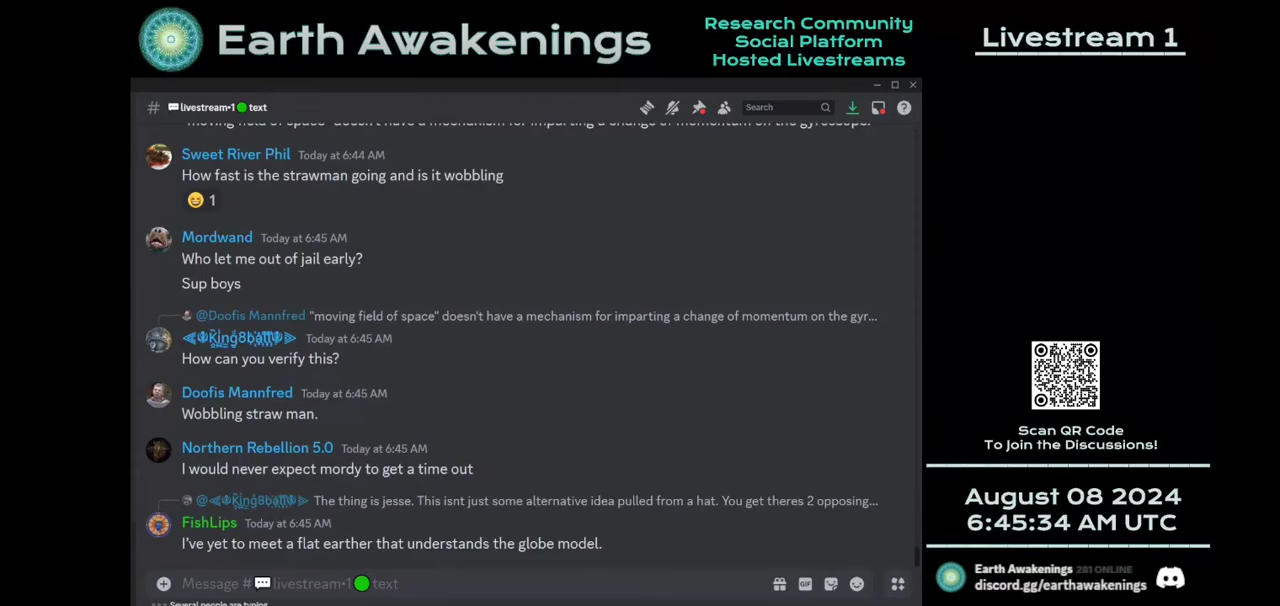 Earth Awakenings
Research Community
Social Platform
Hosted Livestreams
Livestream 1
# 💬livestream•1🟢text
Search
"moving field of space" doesn't have a mechanism for imparting a change of momentum on the gyroscope.
Sweet River Phil Today at 6:44 AM
How fast is the strawman going and is it wobbling
😄 1
Mordwand Today at 6:45 AM
Who let me out of jail early?
Sup boys
@Doofis Mannfred "moving field of space" doesn't have a mechanism for imparting a change of momentum on the gyr...
King8ball Today at 6:45 AM
How can you verify this?
Doofis Mannfred Today at 6:45 AM
Wobbling straw man.
Northern Rebellion 5.0 Today at 6:45 AM
I would never expect mordy to get a time out
@King8ball The thing is jesse. This isnt just some alternative idea pulled from a hat. You get theres 2 opposing...
FishLips Today at 6:45 AM
I've yet to meet a flat earther that understands the globe model.
Message #💬livestream•1🟢text
GIF
Several people are typing
Scan QR Code
To Join the Discussions!
August 08 2024
6:45:34 AM UTC
Earth Awakenings 281 ONLINE
discord.gg/earthawakenings